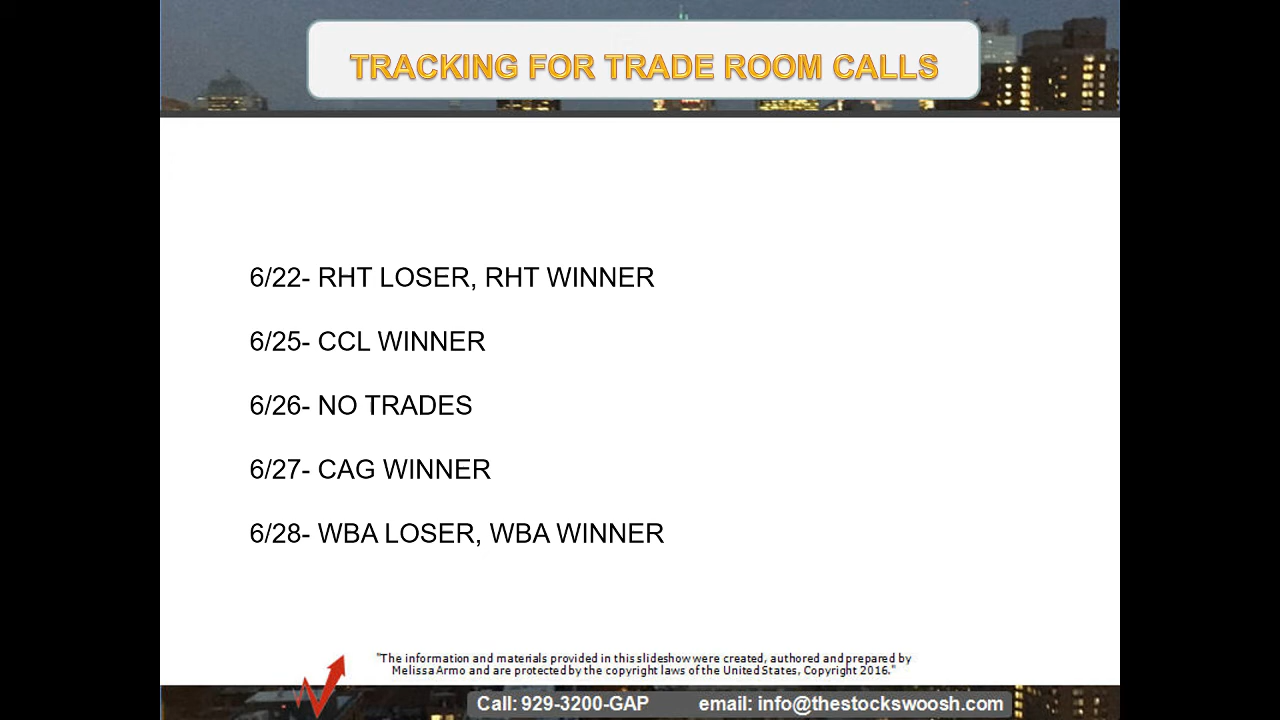 TRACKING FOR TRADE ROOM CALLS
6/22- RHT LOSER, RHT WINNER
6/25- CCL WINNER
6/26- NO TRADES
6/27- CAG WINNER
6/28- WBA LOSER, WBA WINNER
"The information and materials provided in this slideshow were created, authored and prepared by
Melissa Armo and are protected by the copyright laws of the United States, Copyright 2016."
Call: 929-3200-GAP email: info@thestockswoosh.com